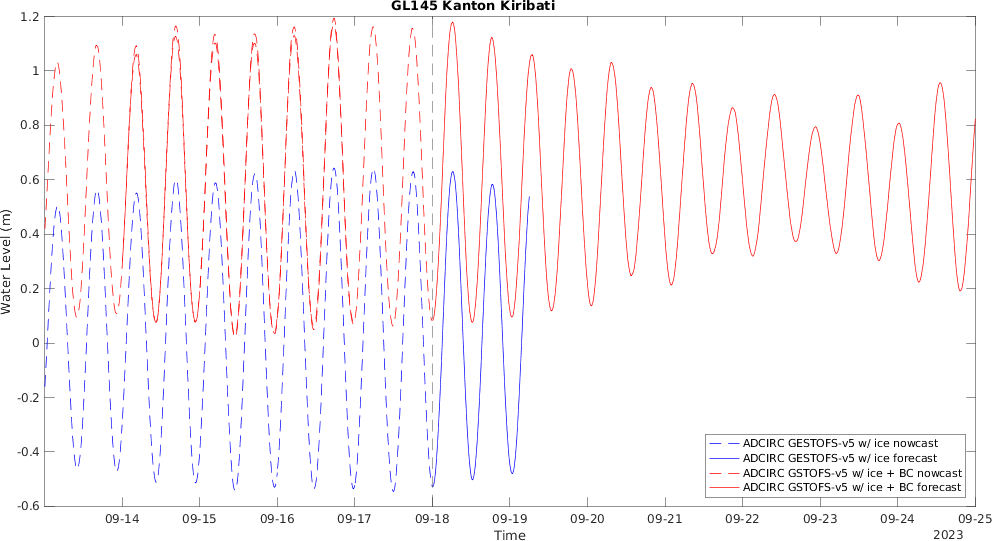 GL145 Kanton Kiribati
1.2
1
0.8
0.6
0.4
0.2
0
-0.2
-0.4
-0.6
Water Level (m)
09-14 09-15 09-16 09-17 09-18 09-19 09-20 09-21 09-22 09-23 09-24 09-25
Time
2023
ADCIRC GESTOFS-v5 w/ ice nowcast
ADCIRC GESTOFS-v5 w/ ice forecast
ADCIRC GSTOFS-v5 w/ ice + BC nowcast
ADCIRC GSTOFS-v5 w/ ice + BC forecast